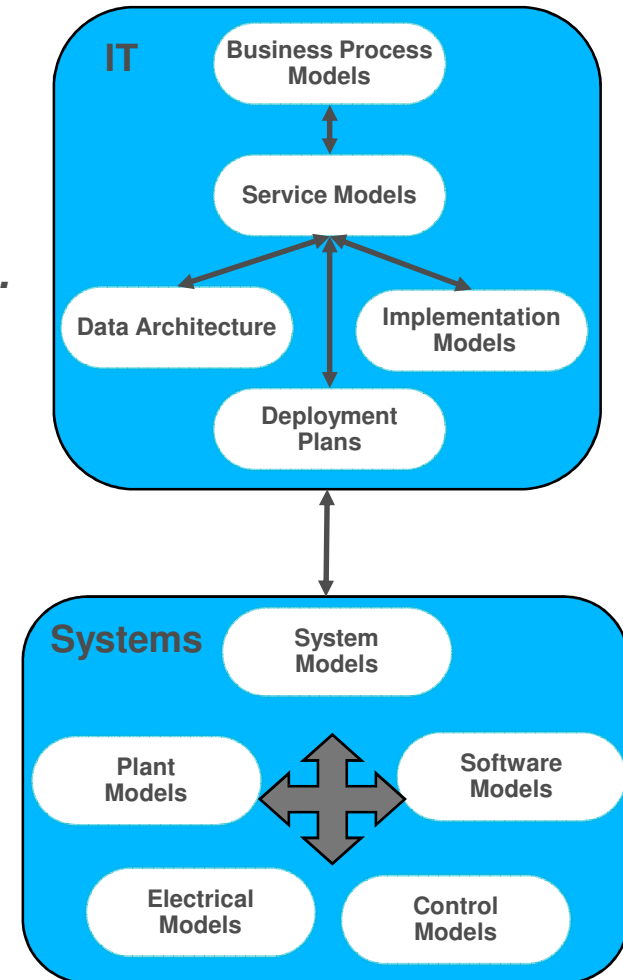 IT
Business Process
Models
Service Models
.
Data Architecture
Implementation
Models
Deployment
Plans
Systems
System
Models
Plant
Models
Software
Models
Electrical
Models
Control
Models